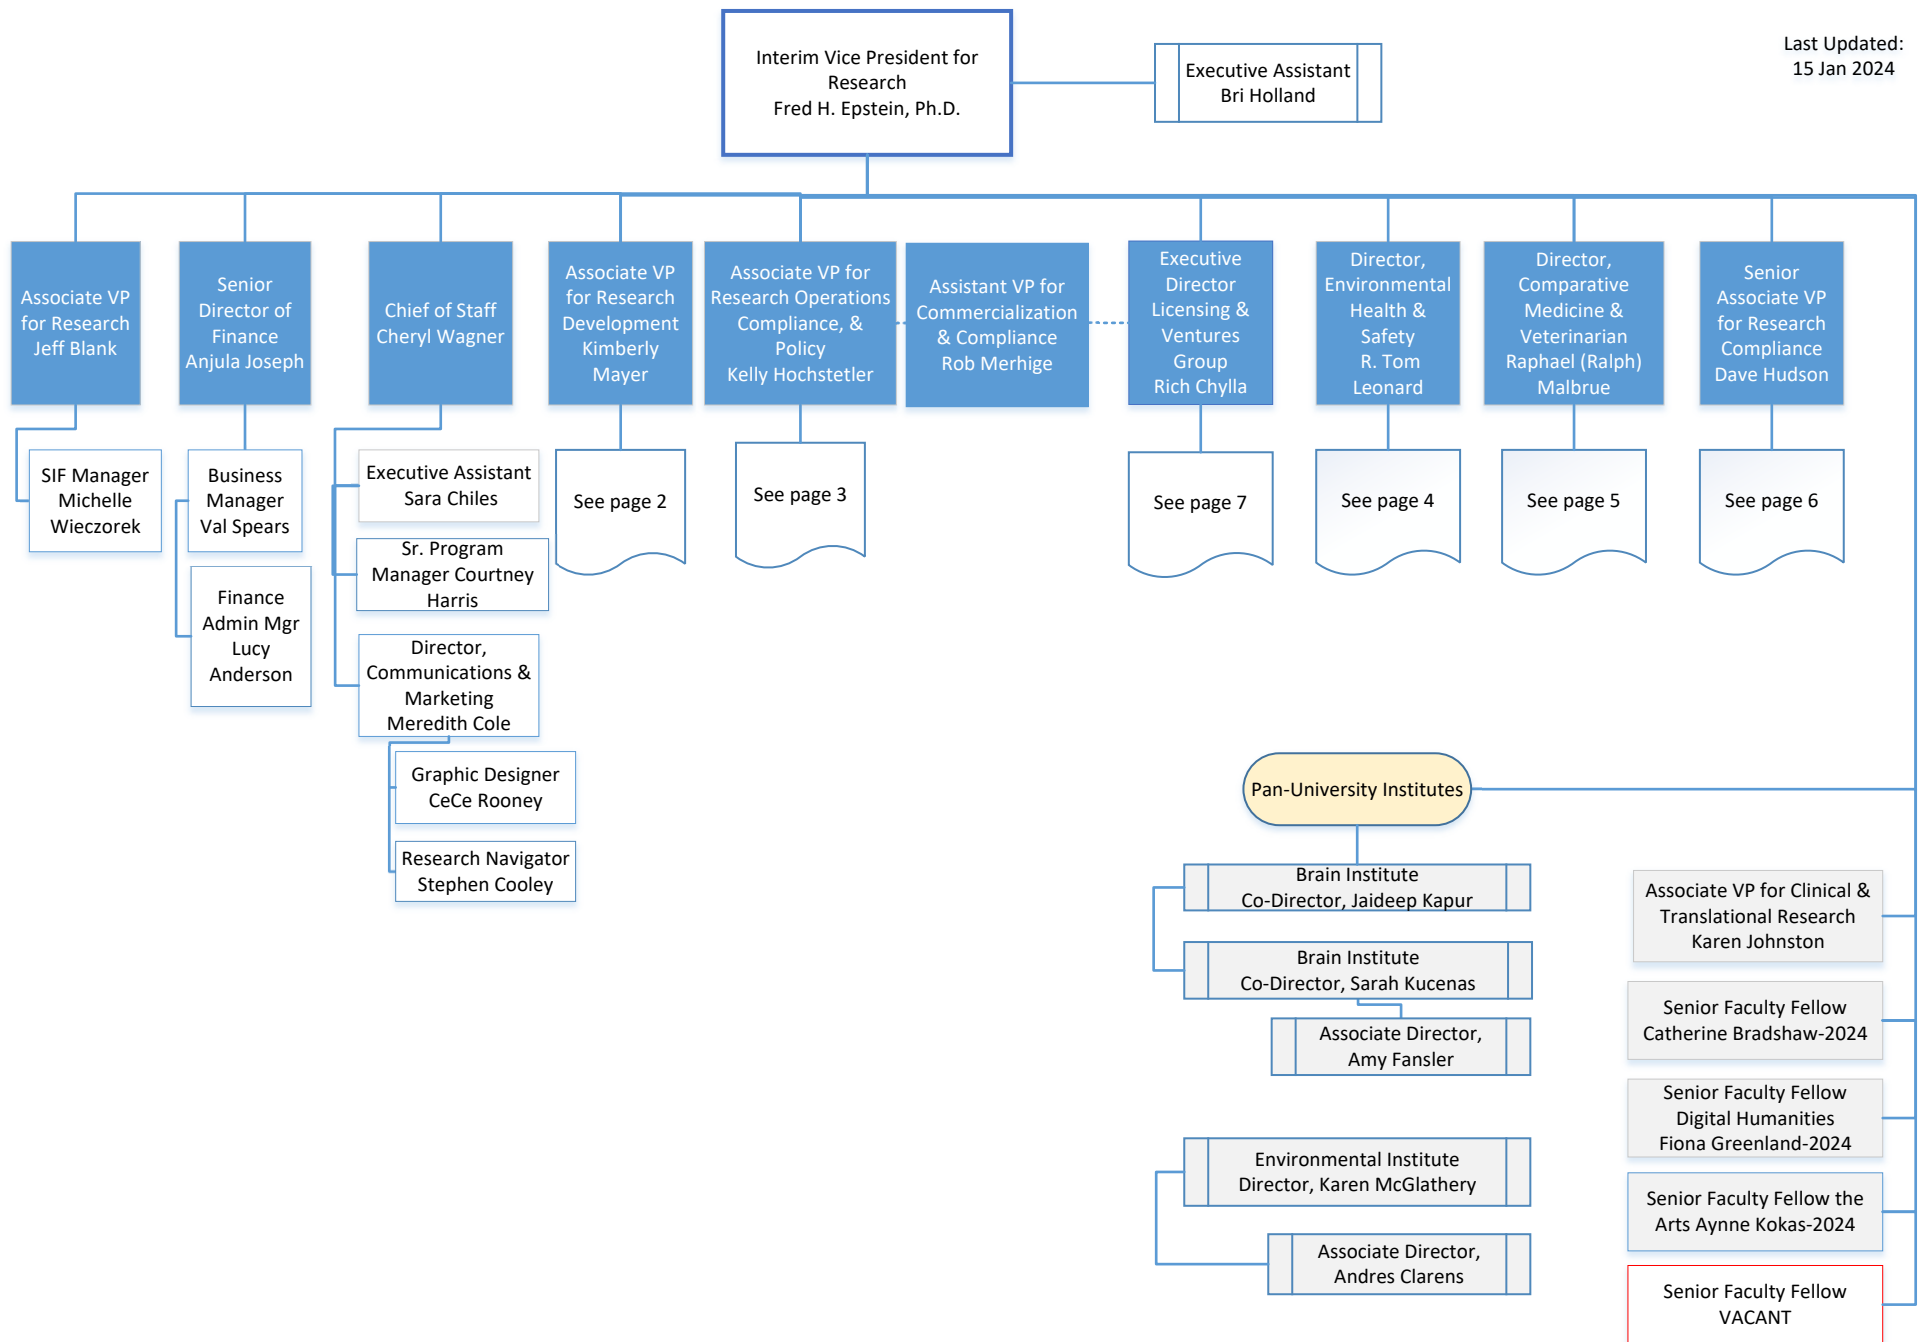 Interim Vice President for
Research
Fred H. Epstein, Ph.D.
Executive Assistant
Bri Holland
Last Updated:
15 Jan 2024
Associate VP
for Research
Jeff Blank
Senior
Director of
Finance
Anjula Joseph
Chief of Staff
Cheryl Wagner
Associate VP
for Research
Development
Kimberly
Mayer
Associate VP for
Research Operations
Compliance, &
Policy
Kelly Hochstetler
Assistant VP for
Commercialization
& Compliance
Rob Merhige
Executive
Director
Licensing &
Ventures
Group
Rich Chylla
Director,
Environmental
Health &
Safety
R. Tom
Leonard
Director,
Comparative
Medicine &
Veterinarian
Raphael (Ralph)
Malbrue
Senior
Associate VP
for Research
Compliance
Dave Hudson
SIF Manager
Michelle
Wieczorek
Business
Manager
Val Spears
Finance
Admin Mgr
Lucy
Anderson
Executive Assistant
Sara Chiles
Sr. Program
Manager Courtney
Harris
Director,
Communications &
Marketing
Meredith Cole
Graphic Designer
CeCe Rooney
Research Navigator
Stephen Cooley
See page 2
See page 3
See page 7
See page 4
See page 5
See page 6
Pan-University Institutes
Brain Institute
Co-Director, Jaideep Kapur
Brain Institute
Co-Director, Sarah Kucenas
Associate Director,
Amy Fansler
Environmental Institute
Director, Karen McGlathery
Associate Director,
Andres Clarens
Associate VP for Clinical &
Translational Research
Karen Johnston
Senior Faculty Fellow
Catherine Bradshaw-2024
Senior Faculty Fellow
Digital Humanities
Fiona Greenland-2024
Senior Faculty Fellow the
Arts Aynne Kokas-2024
Senior Faculty Fellow
VACANT